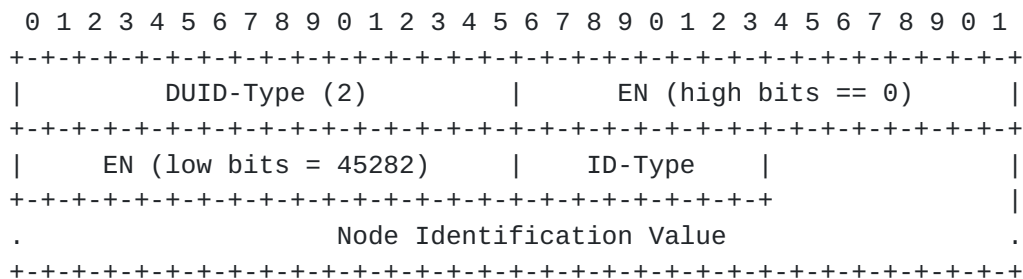 0 1 2 3 4 5 6 7 8 9 0 1 2 3 4 5 6 7 8 9 0 1 2 3 4 5 6 7 8 9 0 1
+-+-+-+-+-+-+-+-+-+-+-+-+-+-+-+-+-+-+-+-+-+-+-+-+-+-+-+-+-+-+-+-+
|         DUID-Type (2)         |       EN (high bits == 0)      |
+-+-+-+-+-+-+-+-+-+-+-+-+-+-+-+-+-+-+-+-+-+-+-+-+-+-+-+-+-+-+-+-+
|     EN (low bits = 45282)     |    ID-Type    |               |
+-+-+-+-+-+-+-+-+-+-+-+-+-+-+-+-+-+-+-+-+-+-+-+-+               |
.                    Node Identification Value                  .
+-+-+-+-+-+-+-+-+-+-+-+-+-+-+-+-+-+-+-+-+-+-+-+-+-+-+-+-+-+-+-+-+